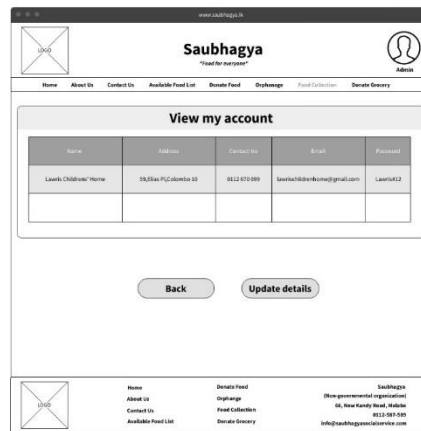 www.saubhagya.lk
LOGO
Saubhagya
"Food for everyone"
Admin
Home About Us Contact Us Available Food List Donate Food Orphanage Food Collection Donate Grocery
View my account
Name Address Contact No Email Password
Lawris Childrens' Home 59,Elias Pl,Colombo 10 0112 670 099 lawrischildrenhome@gmail.com Lawris#12
Back Update details
LOGO
Home
About Us
Contact Us
Available Food List
Donate Food
Orphange
Food Collection
Donate Grocery
Saubhagya
(Non-governmental organization)
66, New Kandy Road, Malabe
0112-587-589
info@saubhagyasocialservice.com